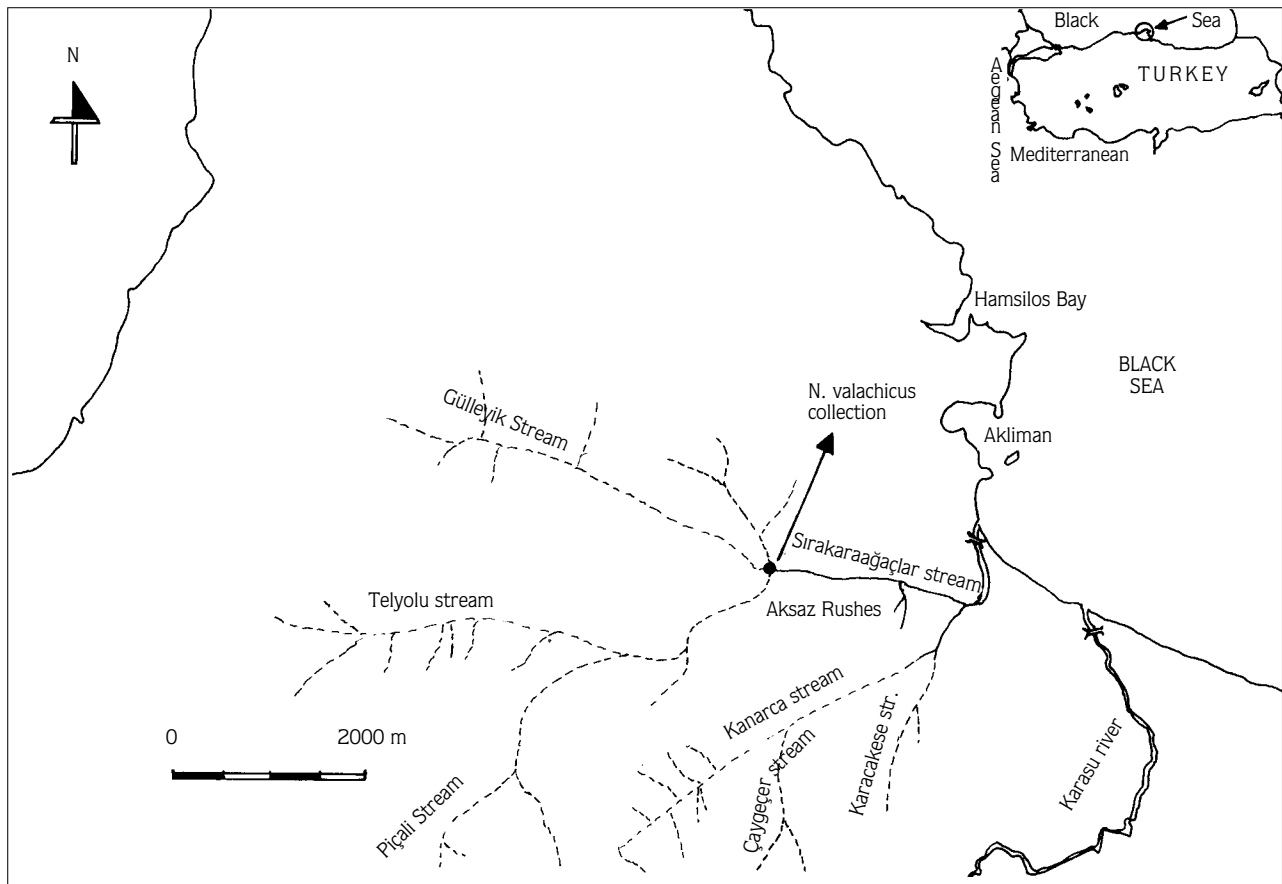 N
Black
Sea
Aegean Sea
TURKEY
Mediterranean
Hamsilos Bay
BLACK
SEA
N. valachicus
collection
Gülleyik Stream
Akliman
Sırakaraağaçlar stream
Telyolu stream
Aksaz Rushes
Kanarca stream
Karacakese str.
Karasu river
0
2000 m
Çaygeçer stream
Piçali Stream